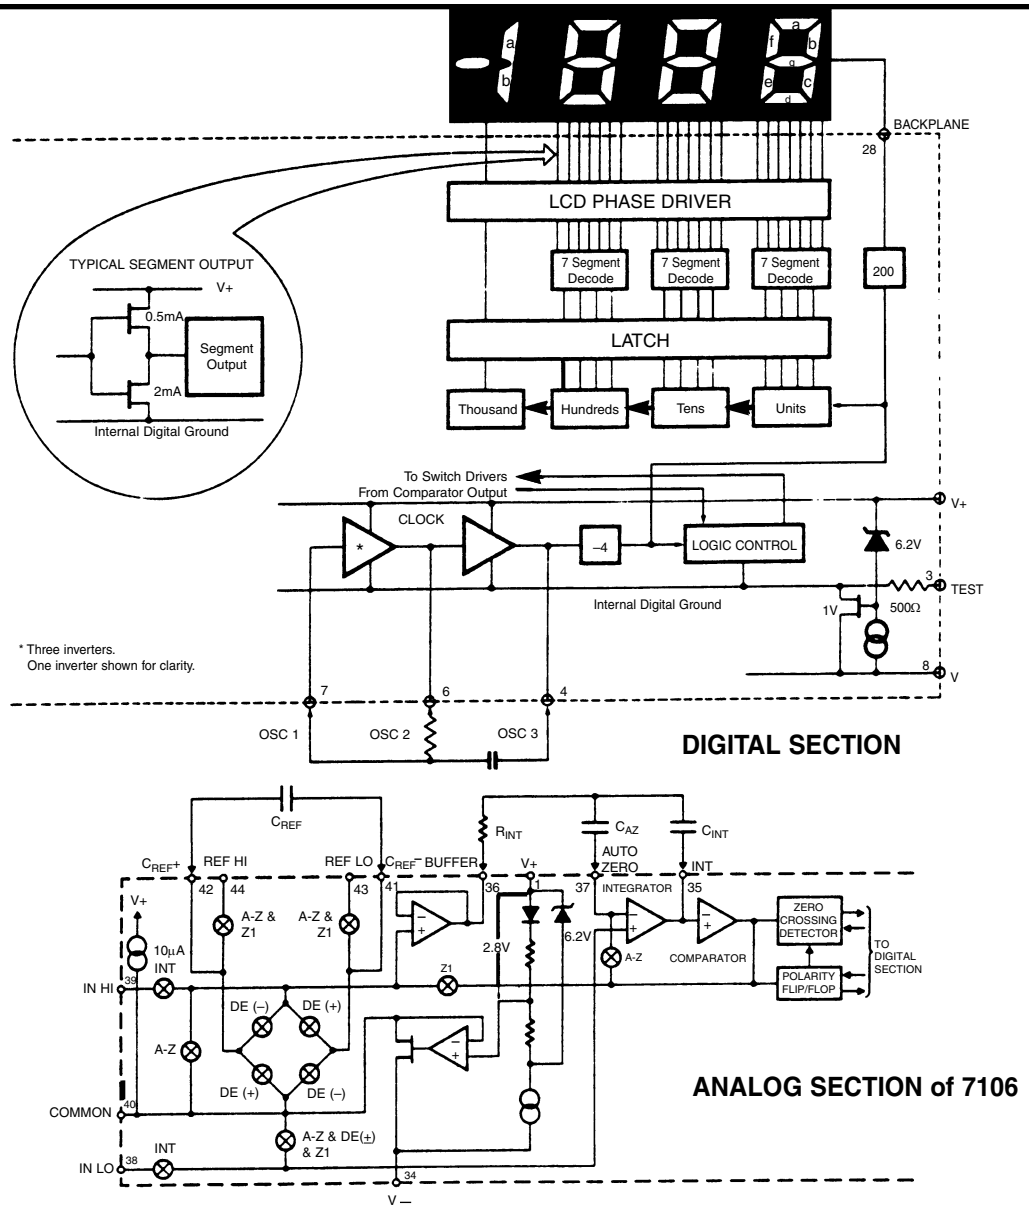 a
b
a
f
b
g
e
c
d
BACKPLANE
28
LCD PHASE DRIVER
TYPICAL SEGMENT OUTPUT
V+
0.5mA
Segment
Output
2mA
Internal Digital Ground
7 Segment
Decode
7 Segment
Decode
7 Segment
Decode
200
LATCH
Thousand
Hundreds
Tens
Units
To Switch Drivers
From Comparator Output
CLOCK
*
–4
LOGIC CONTROL
V+
6.2V
3
TEST
500Ω
1V
Internal Digital Ground
8
V
* Three inverters.
One inverter shown for clarity.
7
6
4
OSC 1
OSC 2
OSC 3
DIGITAL SECTION
CREF
RINT
CAZ
CINT
CREF+
REF HI
REF LO
CREF–
BUFFER
V+
AUTO
ZERO
INT
42
44
43
41
36
1
37
35
INTEGRATOR
V+
10µA
A-Z &
Z1
A-Z &
Z1
–
+
2.8V
6.2V
–
+
–
+
A-Z
COMPARATOR
ZERO
CROSSING
DETECTOR
POLARITY
FLIP/FLOP
TO
DIGITAL
SECTION
INT
39
IN HI
Z1
DE (–)
DE (+)
A-Z
DE (+)
DE (–)
–
+
ANALOG SECTION of 7106
40
COMMON
INT
A-Z & DE(±)
& Z1
38
IN LO
34
V –